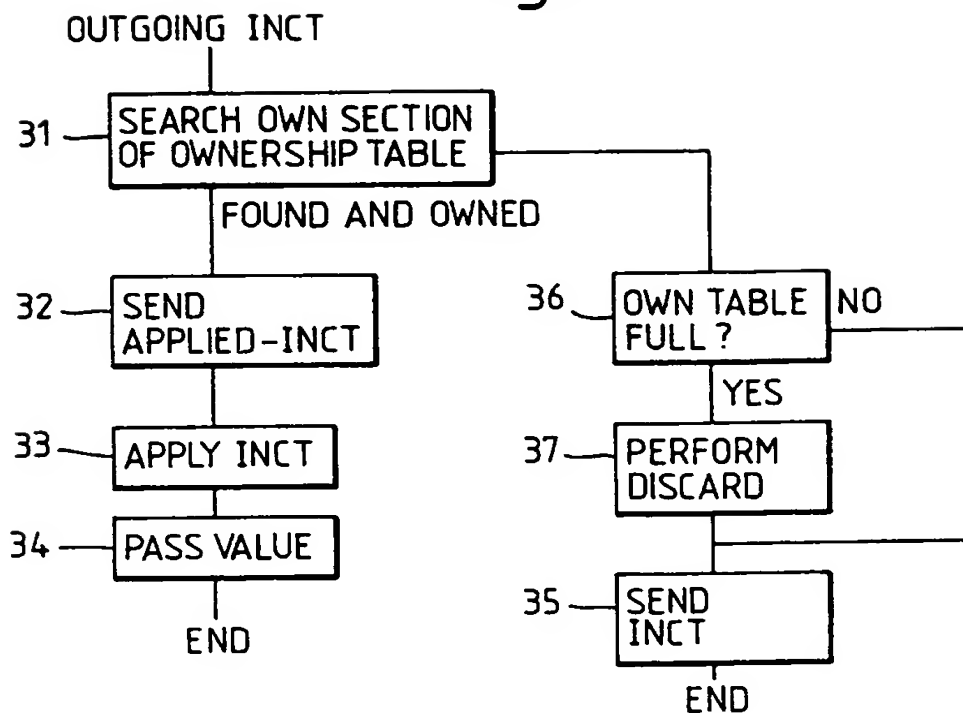 g
OUTGOING INCT
31
SEARCH OWN SECTION
OF OWNERSHIP TABLE
FOUND AND OWNED
32
SEND
APPLIED-INCT
33
APPLY INCT
34
PASS VALUE
END
36
OWN TABLE
FULL?
NO
YES
37
PERFORM
DISCARD
35
SEND
INCT
END